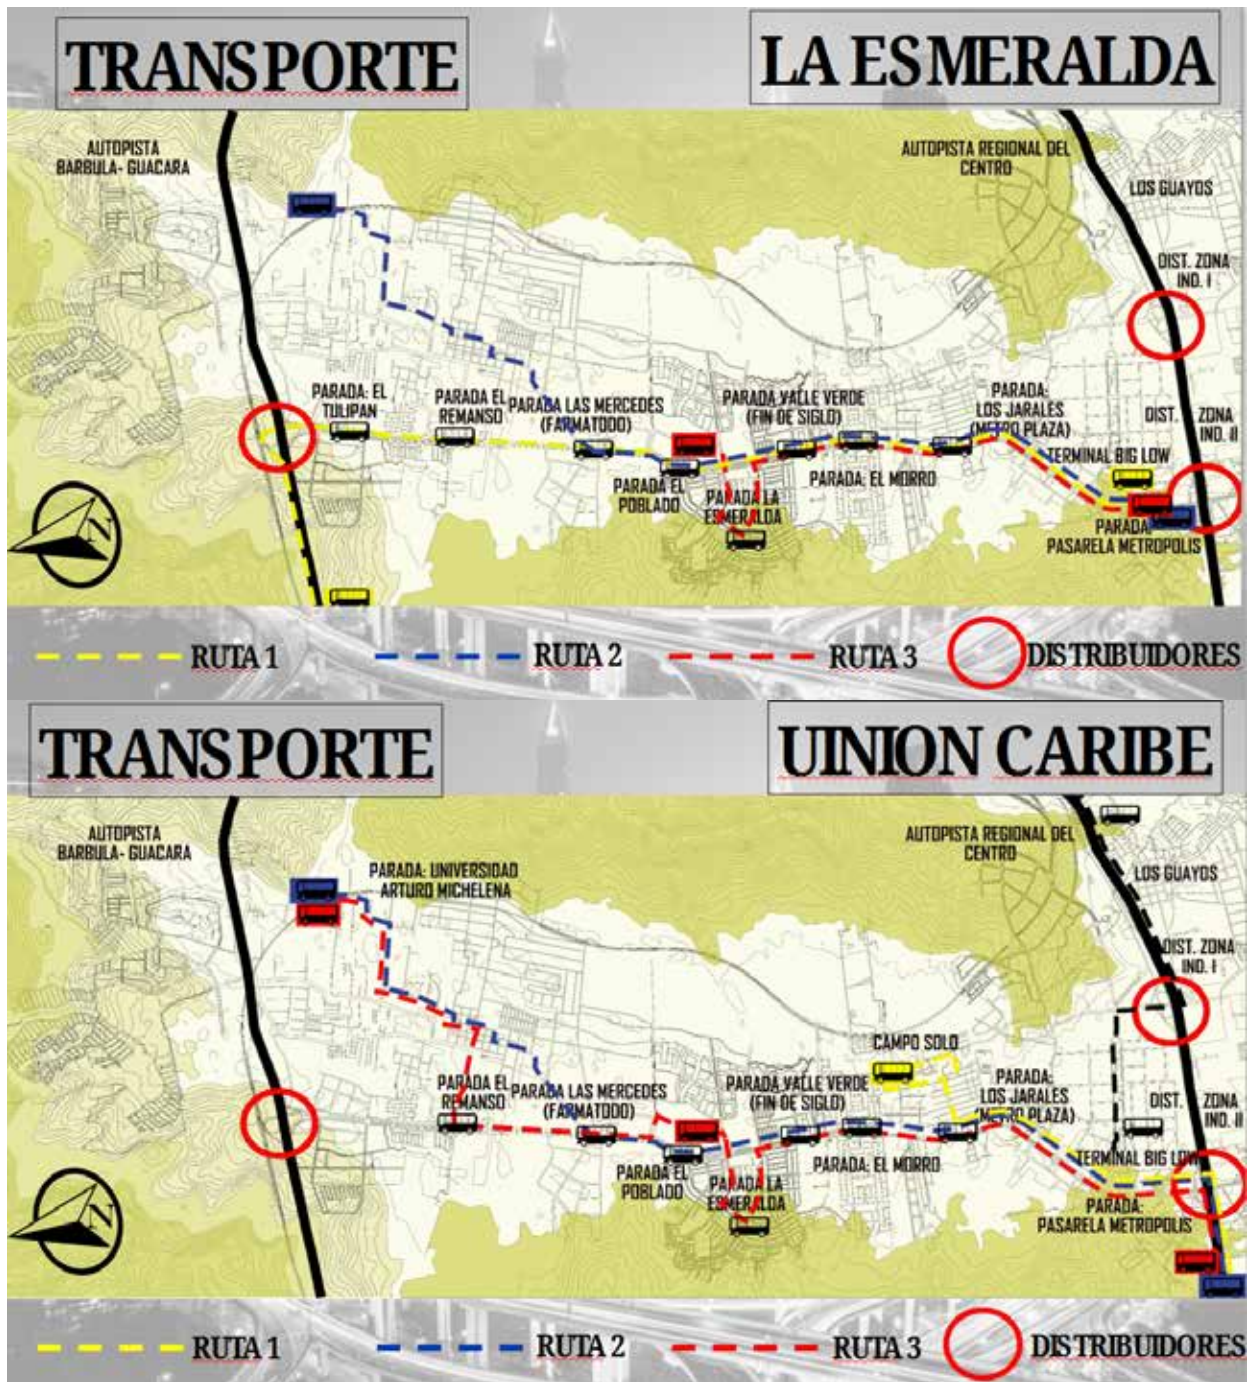 TRANSPORTE
LA ESMERALDA
AUTOPISTA
BARBULA- GUACARA
AUTOPISTA REGIONAL DEL
CENTRO
LOS GUAYOS
DIST. ZONA
IND. I
PARADA: EL
TULIPAN
PARADA EL
REMANSO
PARADA LAS MERCEDES
(FARMATODO)
PARADA VALLE VERDE
(FIN DE SIGLO)
PARADA:
LOS JARALES
(METRO PLAZA)
DIST. ZONA
IND. II
TERMINAL BIG LOW
PARADA EL
POBLADO
PARADA LA
ESMERALDA
PARADA: EL MORRO
PARADA:
PASARELA METROPOLIS
N
RUTA 1
RUTA 2
RUTA 3
DISTRIBUIDORES
TRANSPORTE
UINION CARIBE
AUTOPISTA
BARBULA- GUACARA
PARADA: UNIVERSIDAD
ARTURO MICHELENA
AUTOPISTA REGIONAL DEL
CENTRO
LOS GUAYOS
DIST. ZONA
IND. I
CAMPO SOLO
PARADA EL
REMANSO
PARADA LAS MERCEDES
(FARMATODO)
PARADA VALLE VERDE
(FIN DE SIGLO)
PARADA:
LOS JARALES
(METRO PLAZA)
DIST. ZONA
IND. II
TERMINAL BIG LOW
PARADA EL
POBLADO
PARADA LA
ESMERALDA
PARADA: EL MORRO
PARADA:
PASARELA METROPOLIS
N
RUTA 1
RUTA 2
RUTA 3
DISTRIBUIDORES